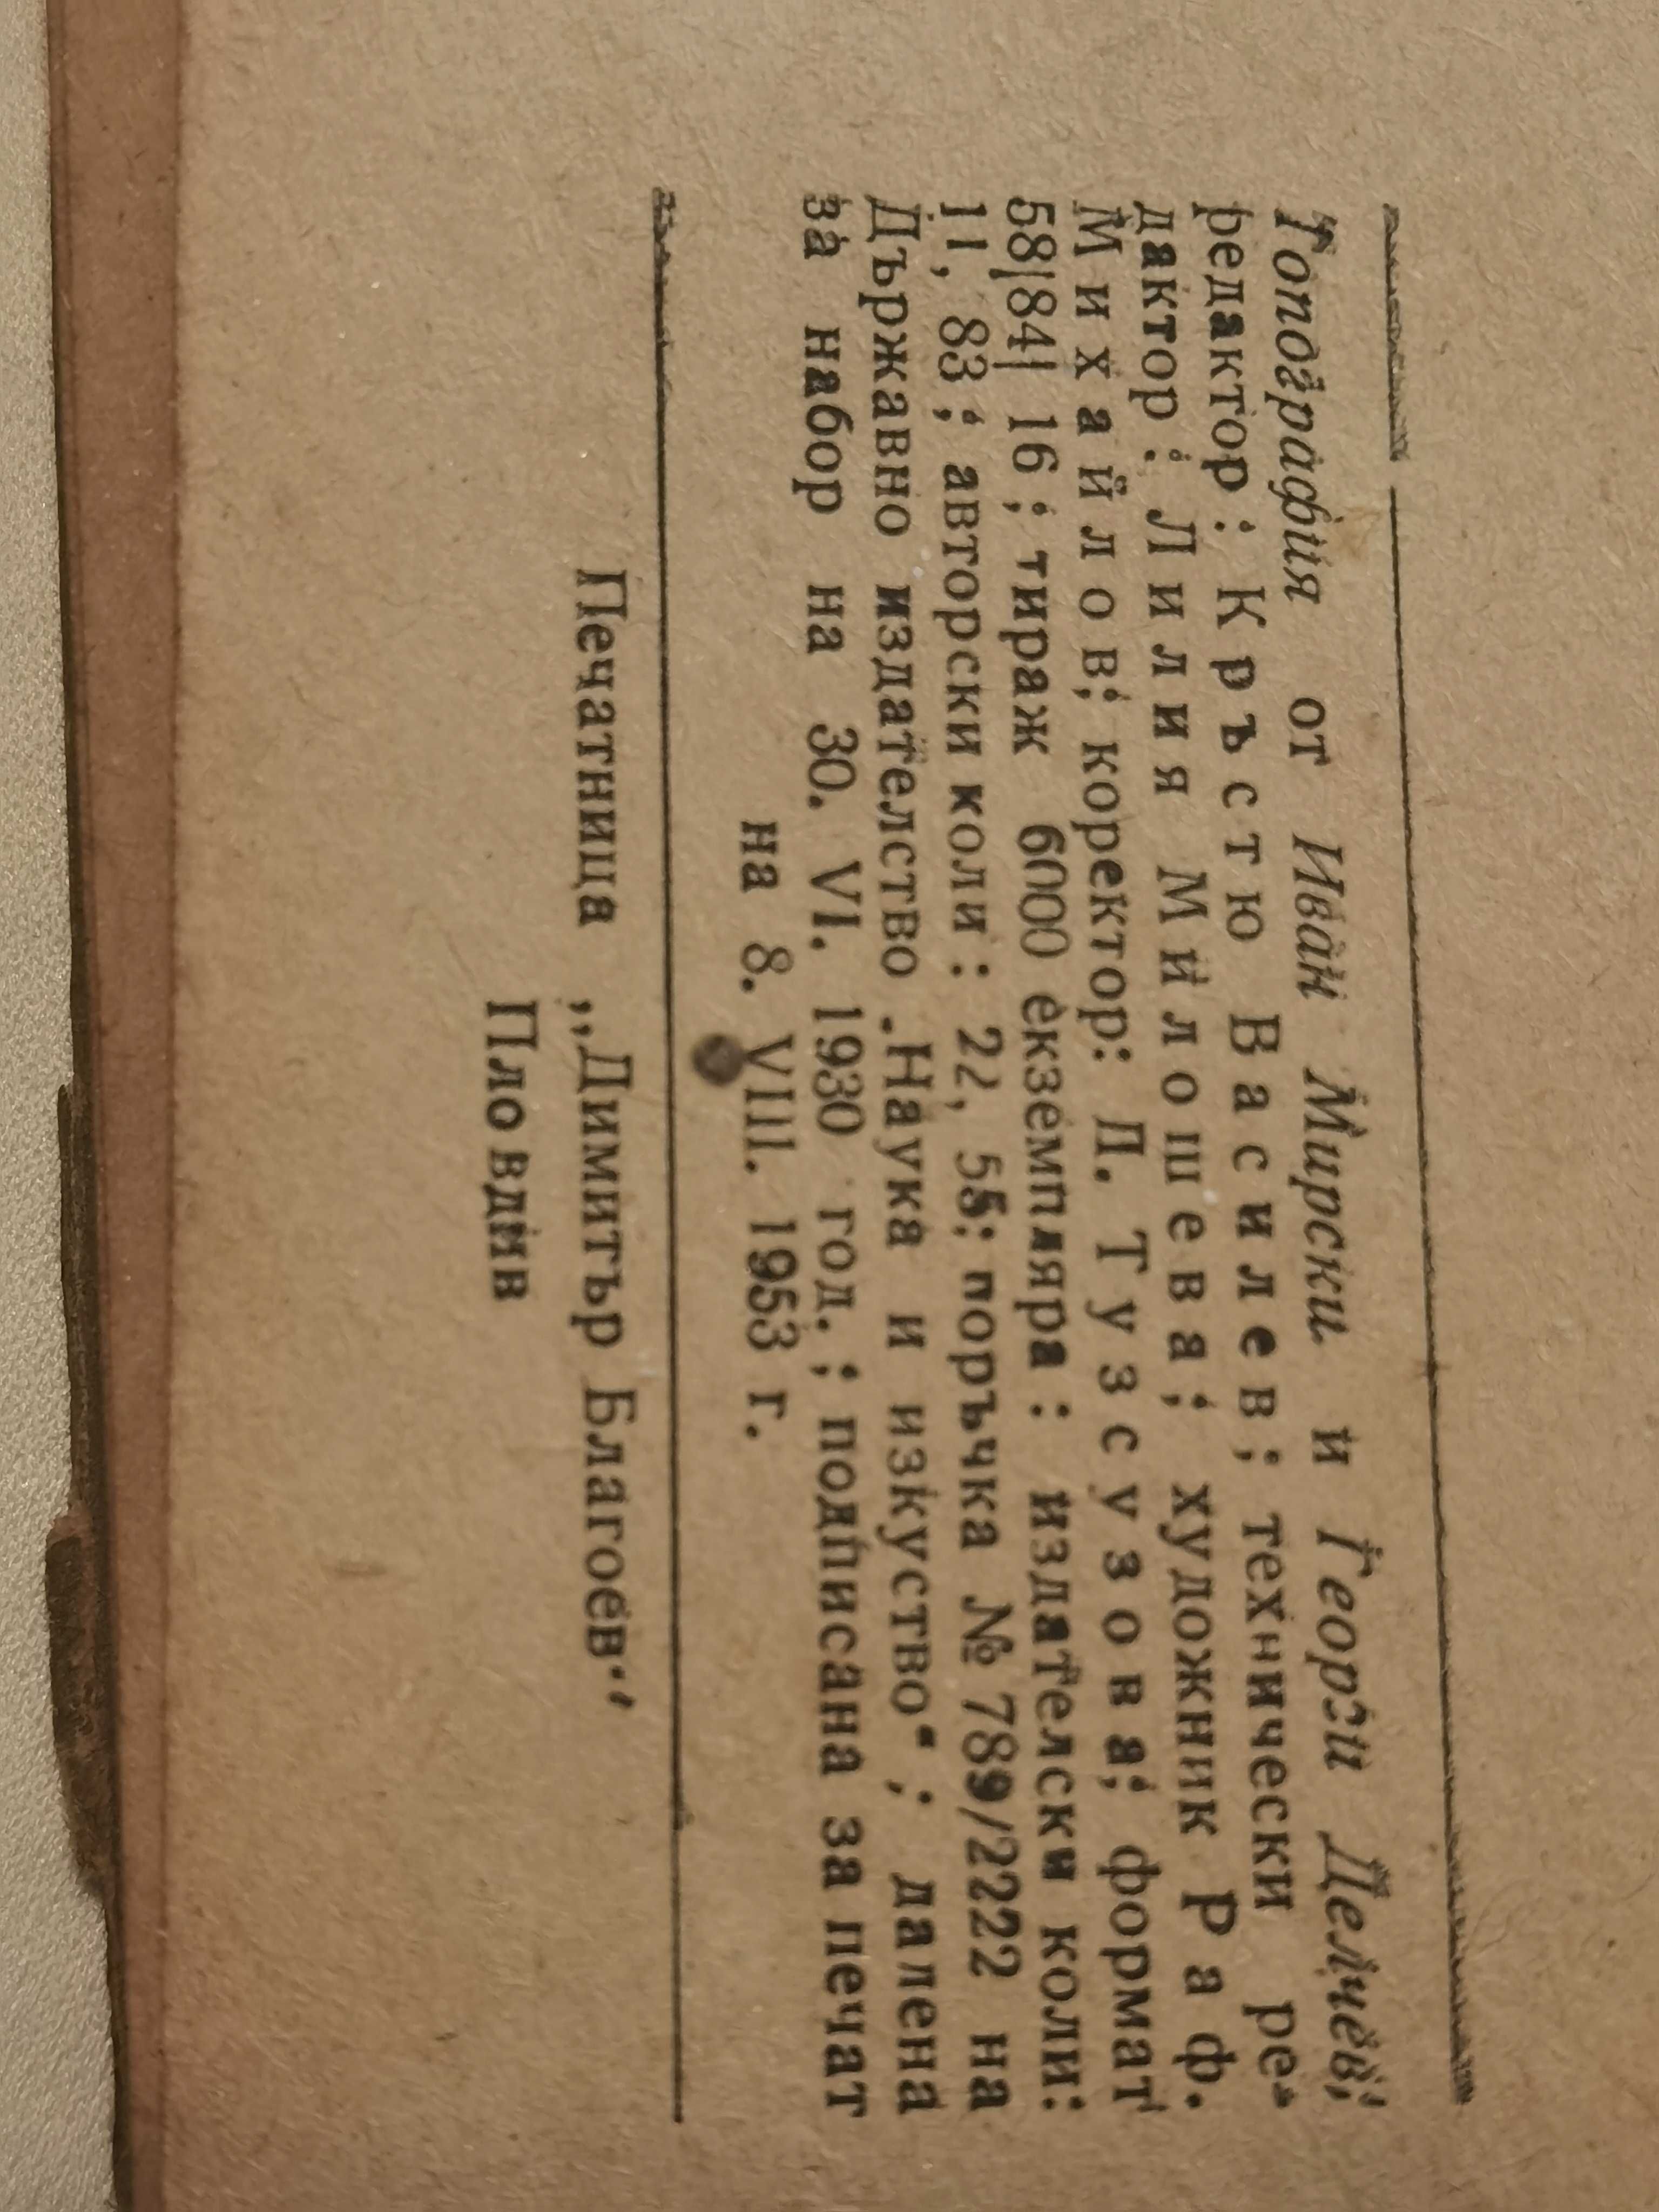 Топография от Иван Мирски и Георги Делчев;
редактор: Кръстю Василев; технически ре-
дактор: Лилия Милошева; художник Раф.
Михайлов; коректор: П. Тузсузова; формат
58|84| 16; тираж 6000 екземпляра: издателски коли:
11, 83; авторски коли: 22, 55: поръчка № 789/2222 на
Държавно издателство „Наука и изкуство“; далена
за набор на 30. VI. 1930 год.; подписана за печат
на 8. VIII. 1953 г.
Печатница „Димитър Благоев“
Пловдив